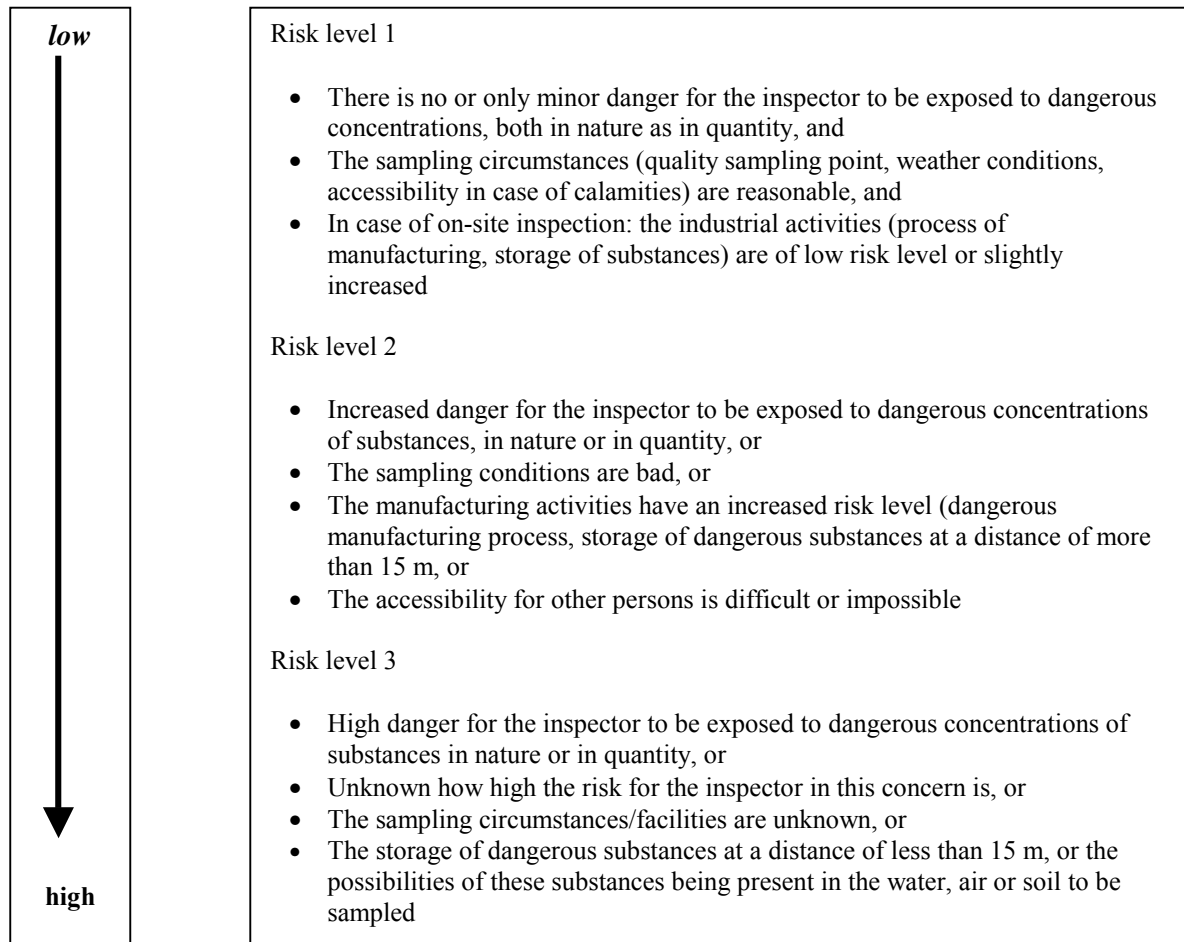 low
high
Risk level 1
• There is no or only minor danger for the inspector to be exposed to dangerous
concentrations, both in nature as in quantity, and
• The sampling circumstances (quality sampling point, weather conditions,
accessibility in case of calamities) are reasonable, and
• In case of on-site inspection: the industrial activities (process of
manufacturing, storage of substances) are of low risk level or slightly
increased
Risk level 2
• Increased danger for the inspector to be exposed to dangerous concentrations
of substances, in nature or in quantity, or
• The sampling conditions are bad, or
• The manufacturing activities have an increased risk level (dangerous
manufacturing process, storage of dangerous substances at a distance of more
than 15 m, or
• The accessibility for other persons is difficult or impossible
Risk level 3
• High danger for the inspector to be exposed to dangerous concentrations of
substances in nature or in quantity, or
• Unknown how high the risk for the inspector in this concern is, or
• The sampling circumstances/facilities are unknown, or
• The storage of dangerous substances at a distance of less than 15 m, or the
possibilities of these substances being present in the water, air or soil to be
sampled